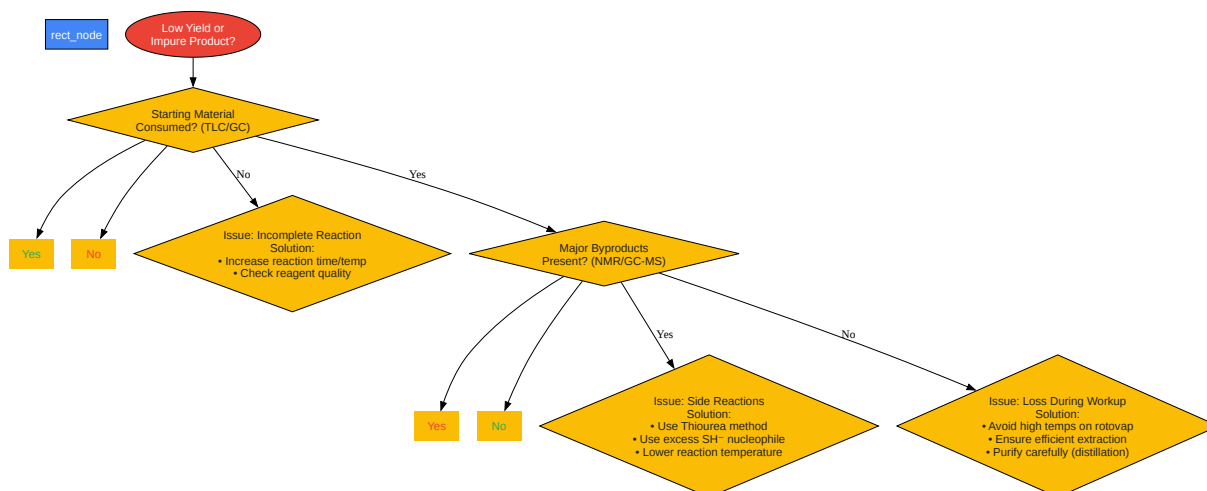 rect_node
Low Yield or
Impure Product?
Starting Material
Consumed? (TLC/GC)
No
Yes
Yes
No
Issue: Incomplete Reaction
Solution:
• Increase reaction time/temp
• Check reagent quality
Major Byproducts
Present? (NMR/GC-MS)
Yes
No
Yes
No
Issue: Side Reactions
Solution:
• Use Thiourea method
• Use excess SH⁻ nucleophile
• Lower reaction temperature
Issue: Loss During Workup
Solution:
• Avoid high temps on rotovap
• Ensure efficient extraction
• Purify carefully (distillation)